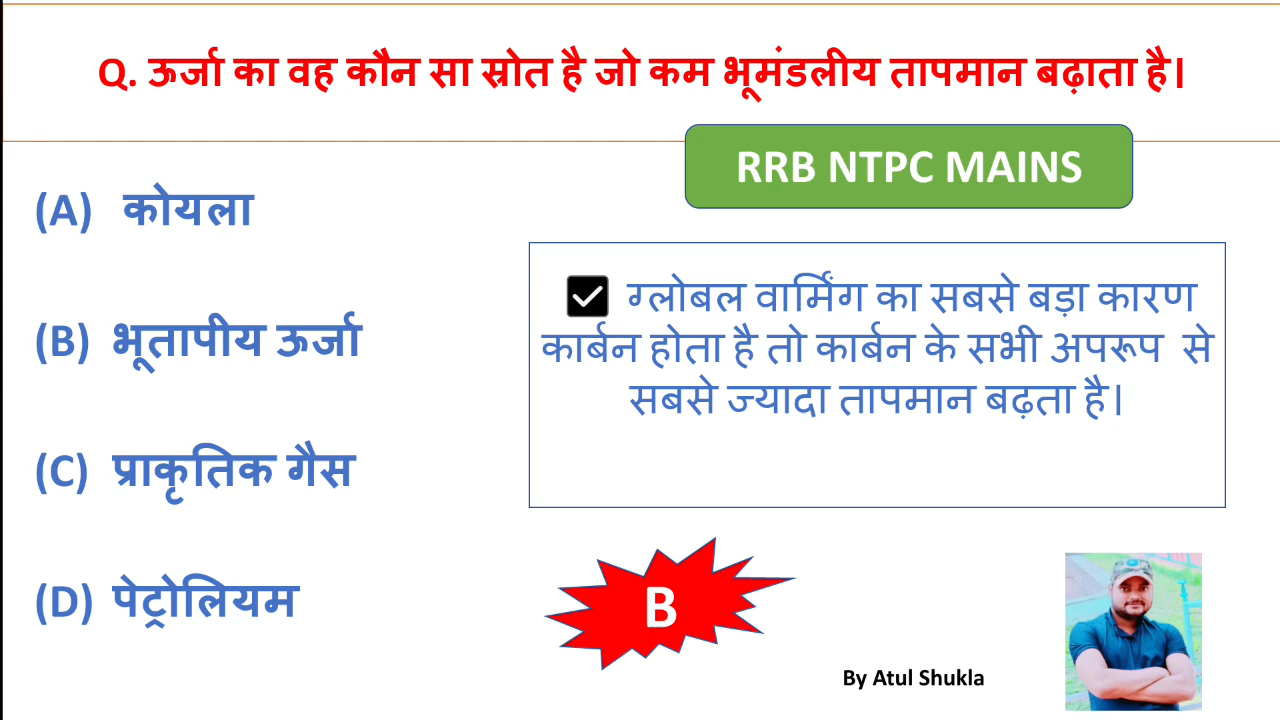 Q. ऊर्जा का वह कौन सा स्रोत है जो कम भूमंडलीय तापमान बढ़ाता है।
RRB NTPC MAINS
(A) कोयला
(B) भूतापीय ऊर्जा
(C) प्राकृतिक गैस
(D) पेट्रोलियम
ग्लोबल वार्मिंग का सबसे बड़ा कारण
कार्बन होता है तो कार्बन के सभी अपरूप से
सबसे ज्यादा तापमान बढ़ता है।
B
By Atul Shukla